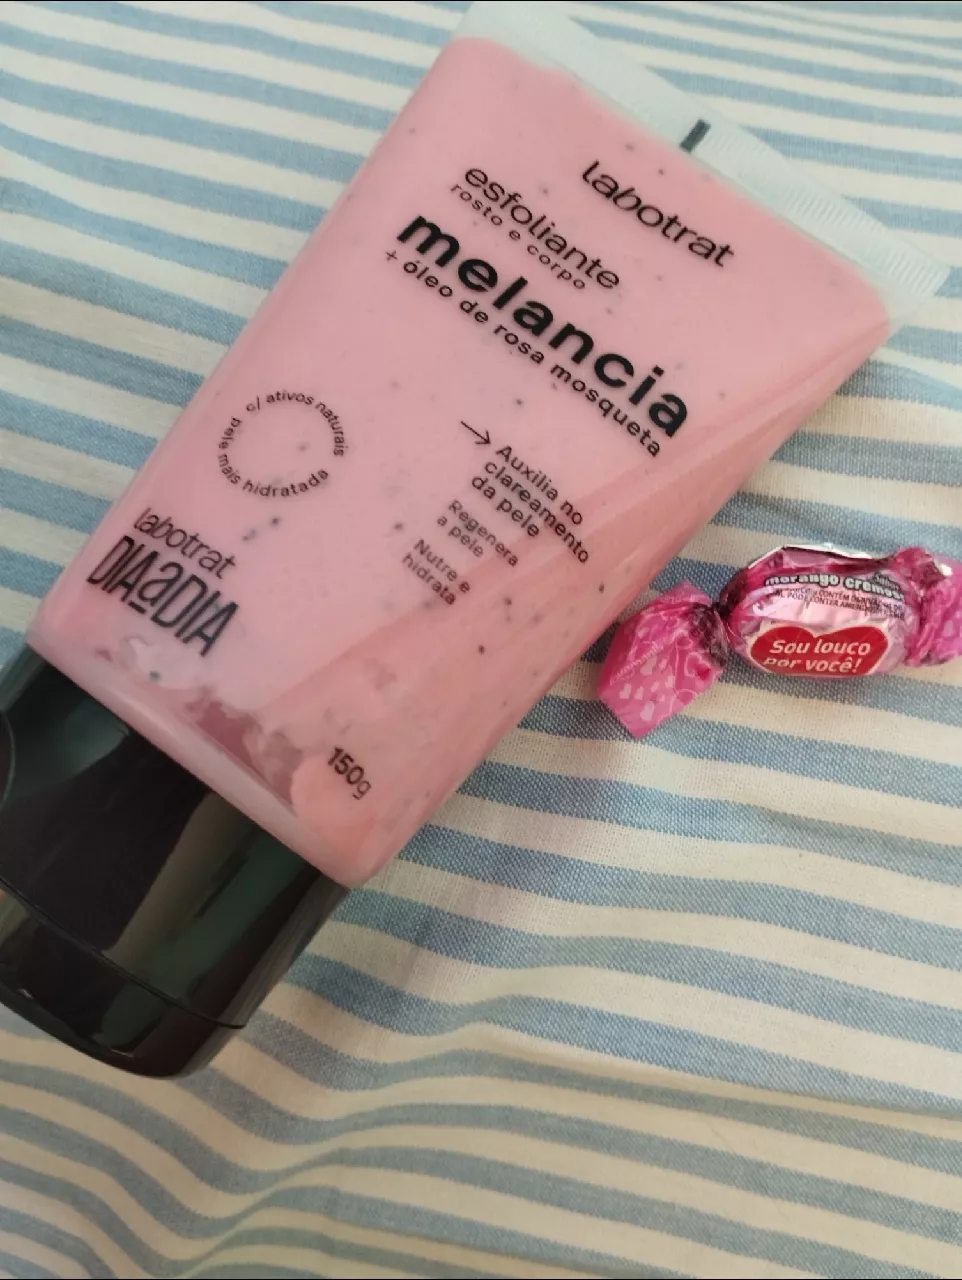 labotrat
esfoliante
rosto e corpo
melancia
+ óleo de rosa mosqueta
→ Auxilia no
clareamento
da pele
Regenera
a pele
Nutre e
hidrata
c/ ativos naturais
pele mais hidratada
labotrat
DIAaDIA
150g
Sabor
morango cremoso
Sou louco
por você!